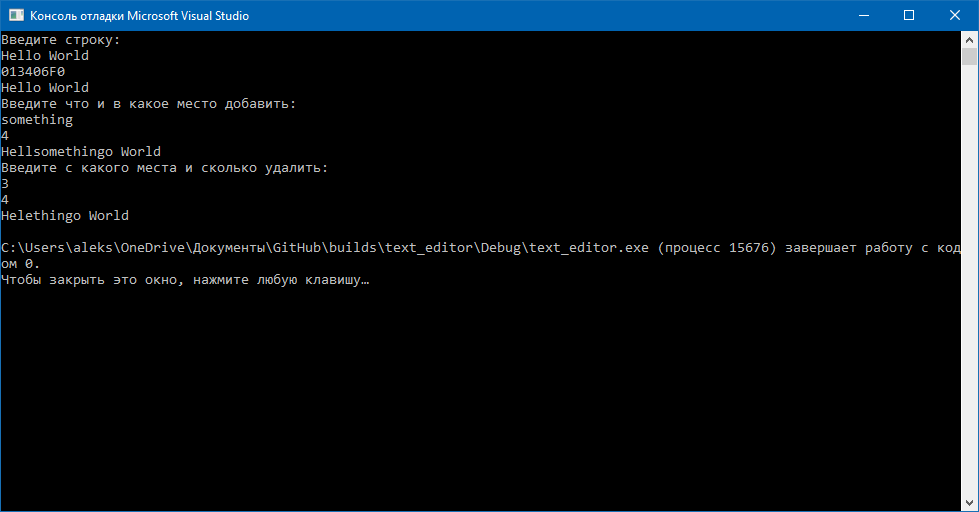 Консоль отладки Microsoft Visual Studio
Введите строку:
Hello World
013406F0
Hello World
Введите что и в какое место добавить:
something
4
Hellsomethingo World
Введите с какого места и сколько удалить:
3
4
Helethingo World
C:\Users\aleks\OneDrive\Документы\GitHub\builds\text_editor\Debug\text_editor.exe (процесс 15676) завершает работу с код
ом 0.
Чтобы закрыть это окно, нажмите любую клавишу…